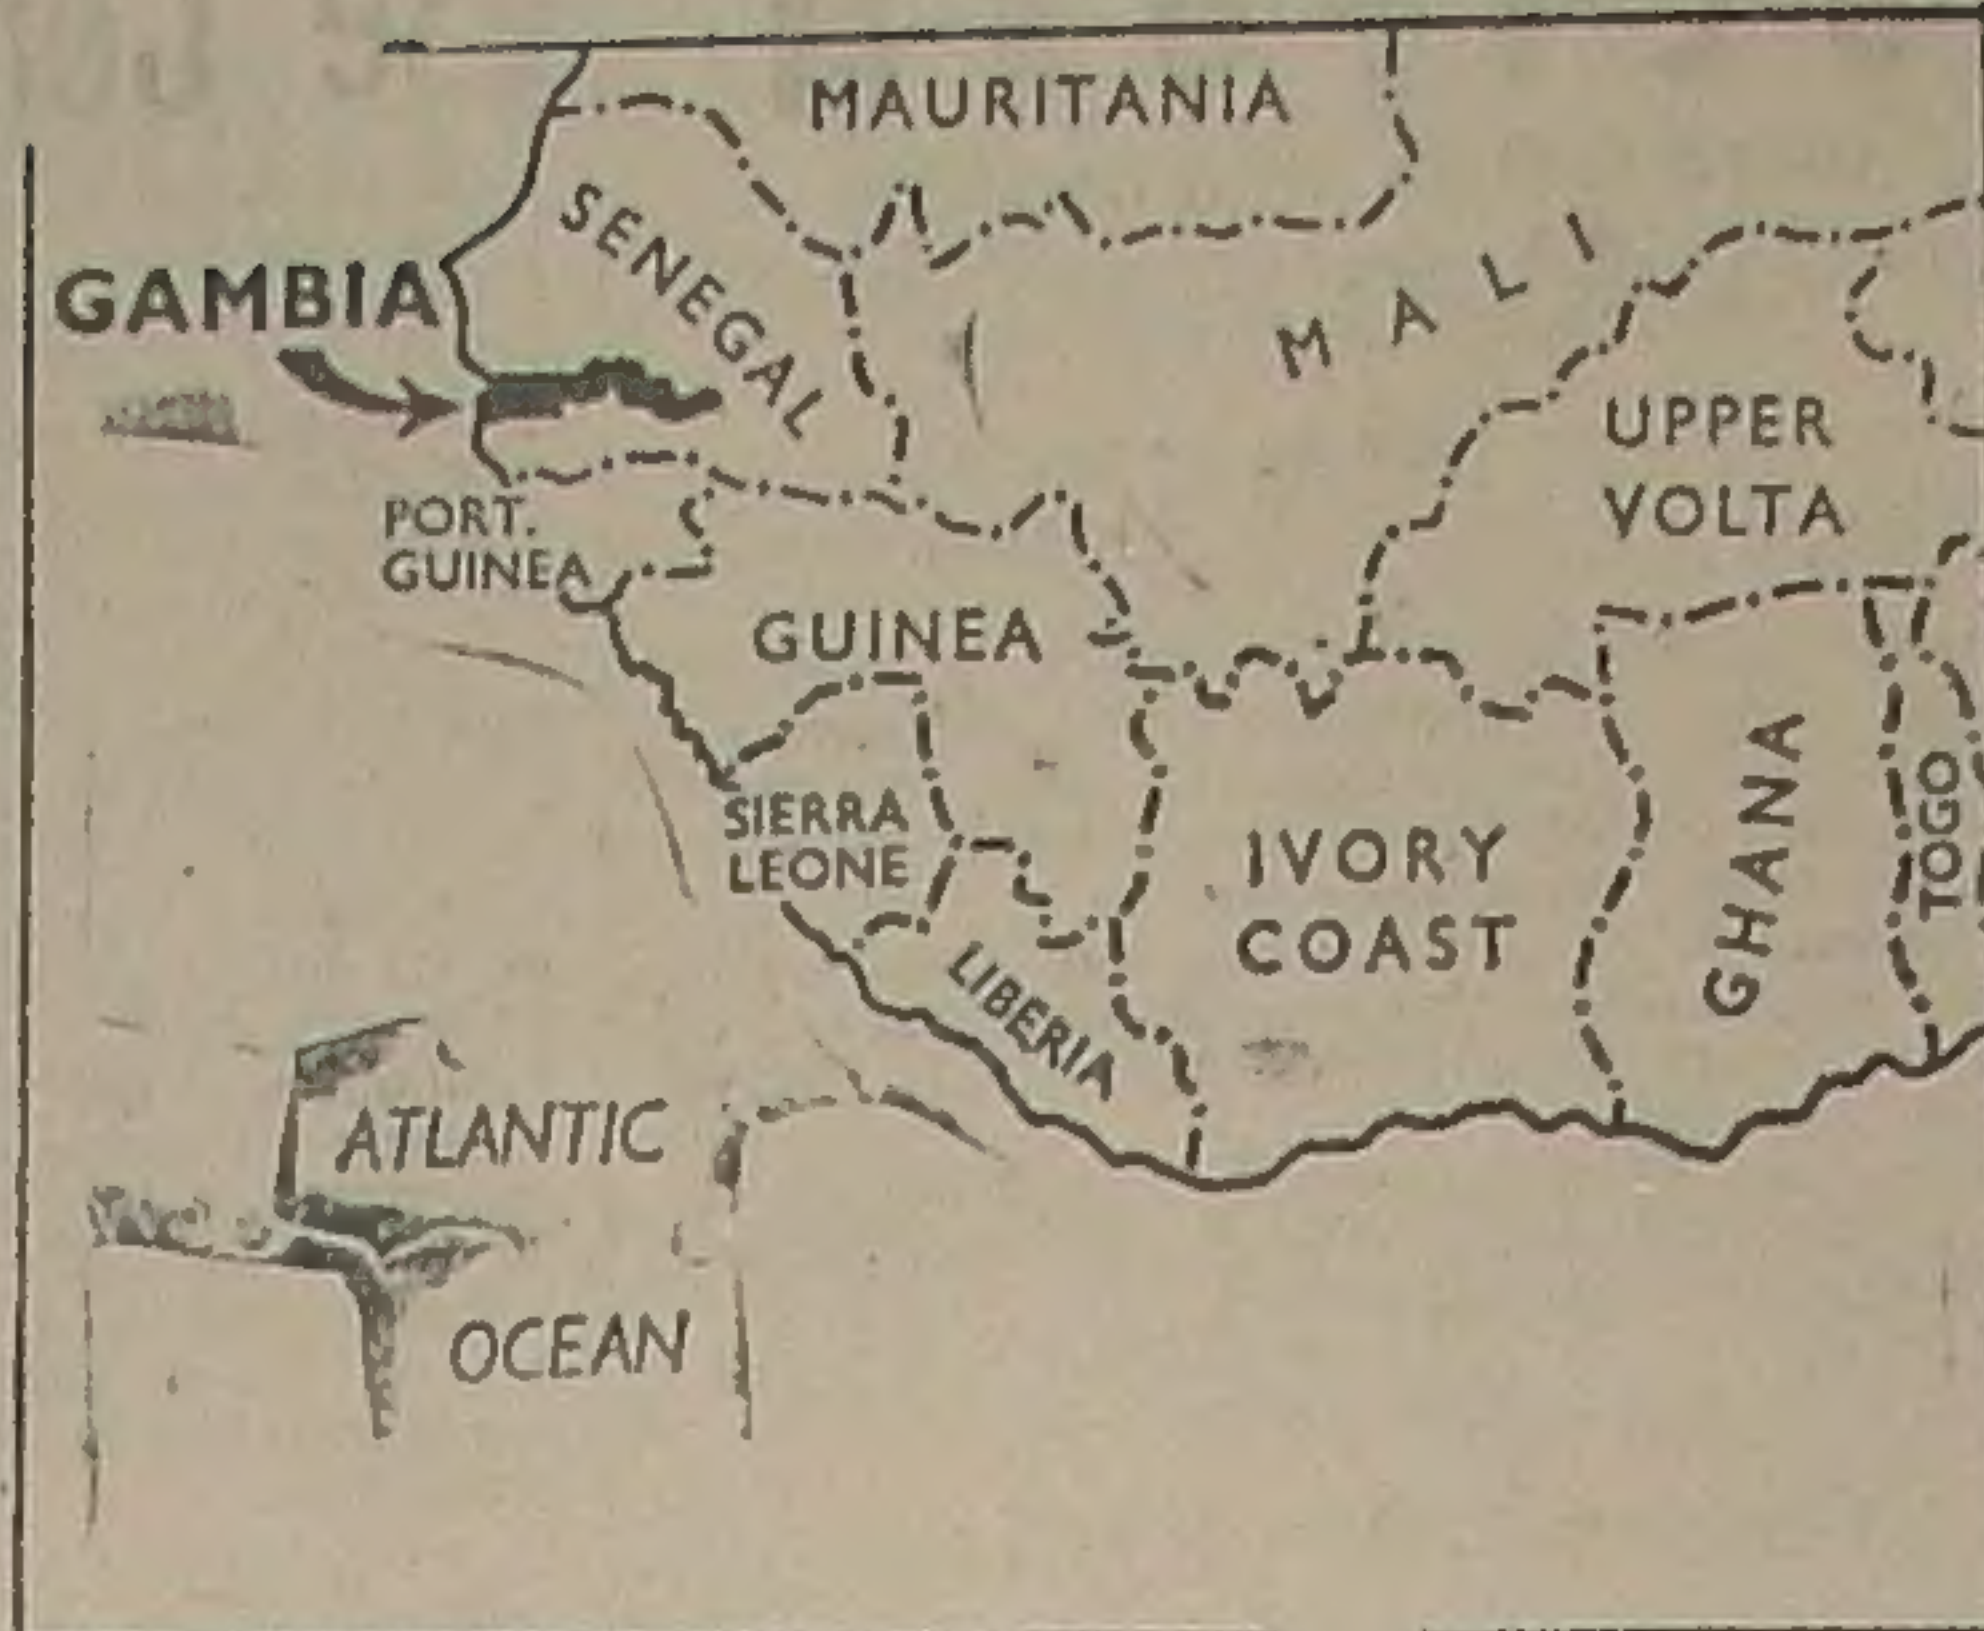 MAURITANIA
SENEGAL
GAMBIA
MALI
UPPER
VOLTA
PORT.
GUINEA
GUINEA
SIERRA
LEONE
IVORY
COAST
GHANA
TOGO
LIBERIA
ATLANTIC
OCEAN